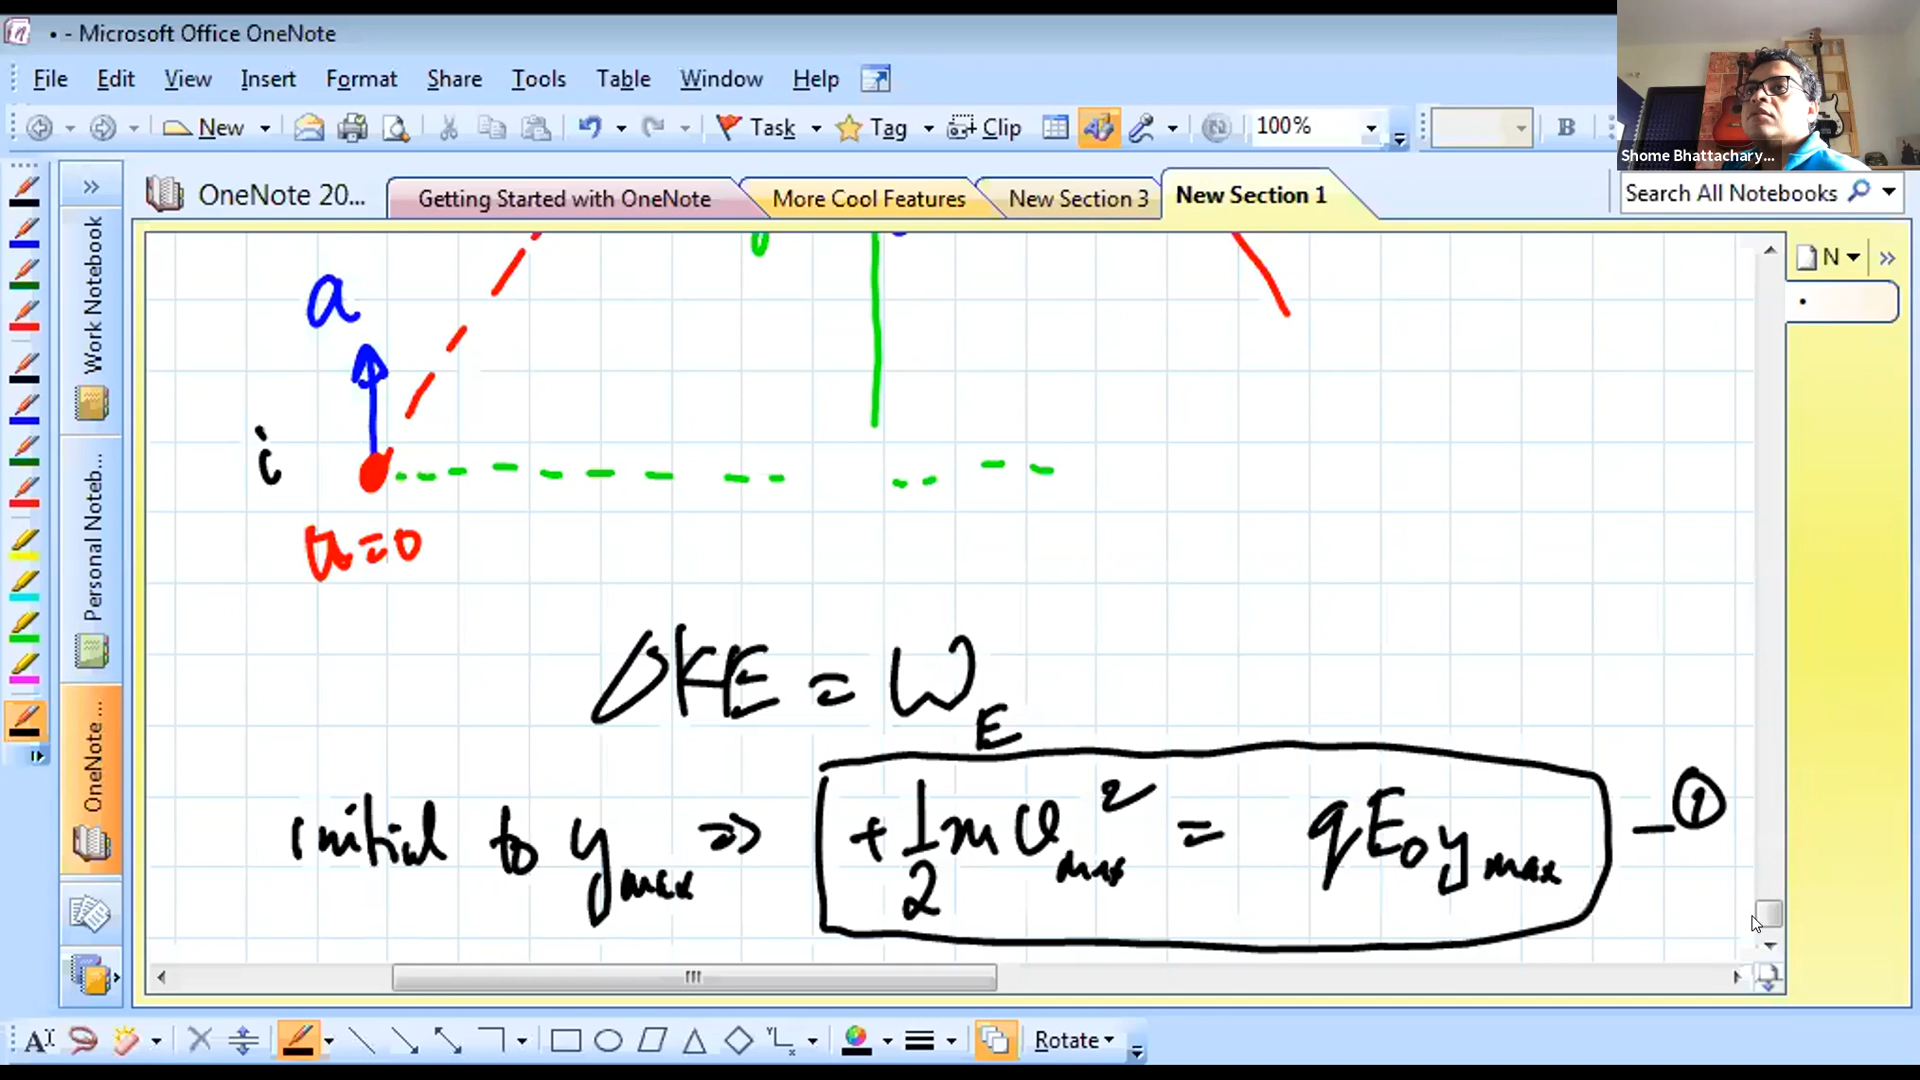 • - Microsoft Office OneNote
File Edit View Insert Format Share Tools Table Window Help
New Task Tag Clip 100% B
Shome Bhattachary...
OneNote 20... Getting Started with OneNote More Cool Features New Section 3 New Section 1
Search All Notebooks
N
Work Notebook
Personal Noteb...
OneNote ...
a
i
u=0
ΔKE = W_E
initial to y_max ⇒ +1/2 m v_max^2 = qE_0 y_max — ①
Rotate